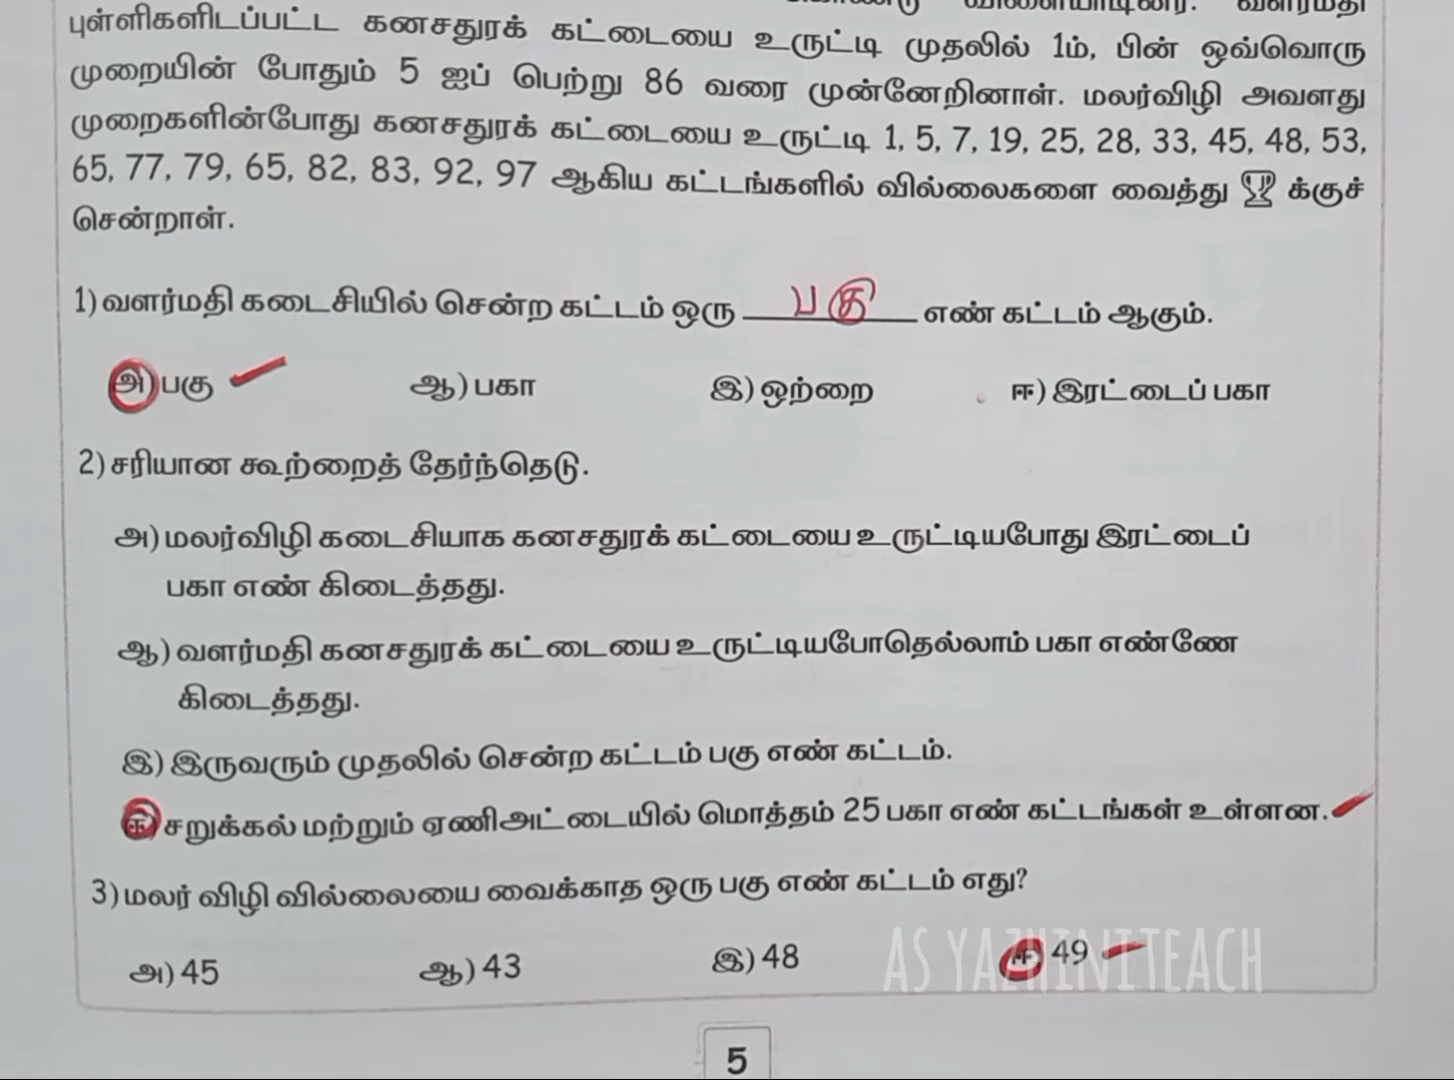 புள்ளிகளிடப்பட்ட கனசதுரக் கட்டையை உருட்டி முதலில் 1ம், பின் ஒவ்வொரு
முறையின் போதும் 5 ஐப் பெற்று 86 வரை முன்னேறினாள். மலர்விழி அவளது
முறைகளின்போது கனசதுரக் கட்டையை உருட்டி 1, 5, 7, 19, 25, 28, 33, 45, 48, 53,
65, 77, 79, 65, 82, 83, 92, 97 ஆகிய கட்டங்களில் வில்லைகளை வைத்து க்குச்
சென்றாள்.
1) வளர்மதி கடைசியில் சென்ற கட்டம் ஒரு பகு எண் கட்டம் ஆகும்.
அ) பகு ஆ) பகா இ) ஒற்றை ஈ) இரட்டைப் பகா
2) சரியான கூற்றைத் தேர்ந்தெடு.
அ) மலர்விழி கடைசியாக கனசதுரக் கட்டையை உருட்டியபோது இரட்டைப்
பகா எண் கிடைத்தது.
ஆ) வளர்மதி கனசதுரக் கட்டையை உருட்டியபோதெல்லாம் பகா எண்ணே
கிடைத்தது.
இ) இருவரும் முதலில் சென்ற கட்டம் பகு எண் கட்டம்.
ஈ) சறுக்கல் மற்றும் ஏணிஅட்டையில் மொத்தம் 25 பகா எண் கட்டங்கள் உள்ளன.
3) மலர் விழி வில்லையை வைக்காத ஒரு பகு எண் கட்டம் எது?
அ) 45 ஆ) 43 இ) 48 ஈ) 49
AS YAZHINITEACH
5